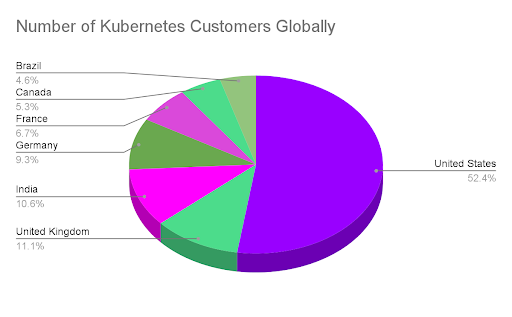 Number of Kubernetes Customers Globally
Brazil
4.6%
Canada
5.3%
France
6.7%
Germany
9.3%
India
10.6%
United Kingdom
11.1%
United States
52.4%